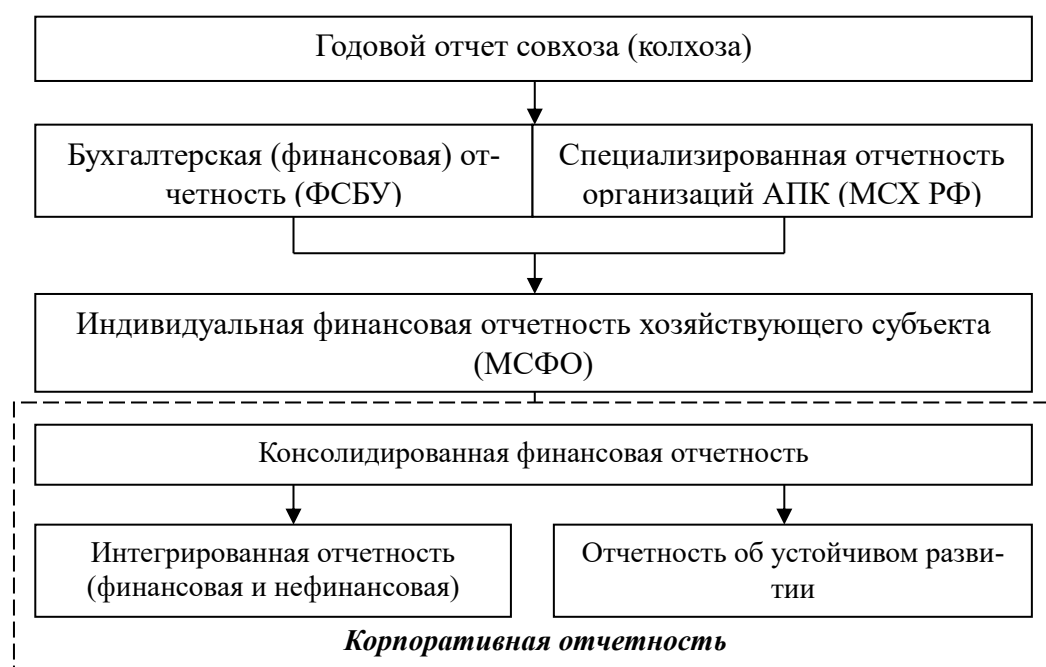 Годовой отчет совхоза (колхоза)
Бухгалтерская (финансовая) от-
четность (ФСБУ)
Специализированная отчетность
организаций АПК (МСХ РФ)
Индивидуальная финансовая отчетность хозяйствующего субъекта
(МСФО)
Консолидированная финансовая отчетность
Интегрированная отчетность
(финансовая и нефинансовая)
Отчетность об устойчивом разви-
тии
Корпоративная отчетность